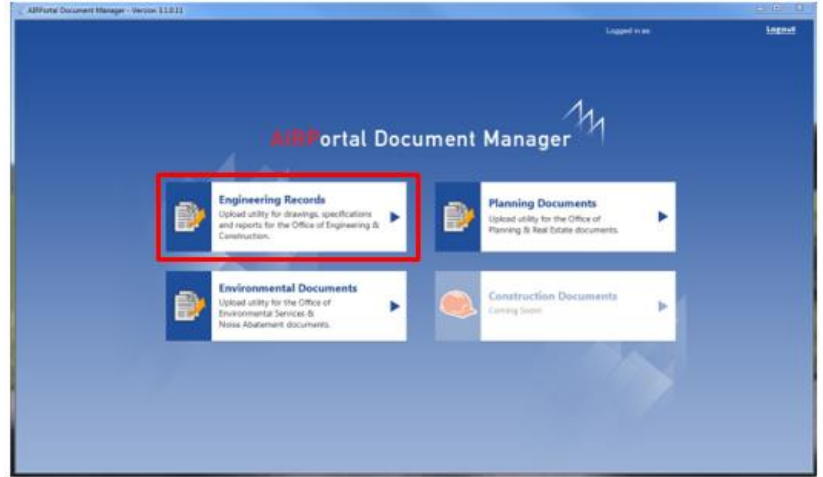 AIRPortal Document Manager - Version 3.1.0.11
Logged in as:
Logout
AIRPortal Document Manager
Engineering Records
Upload utility for drawings, specifications
and reports for the Office of Engineering &
Construction.
Planning Documents
Upload utility for the Office of
Planning & Real Estate documents.
Environmental Documents
Upload utility for the Office of
Environmental Services &
Noise Abatement documents.
Construction Documents
Coming Soon!